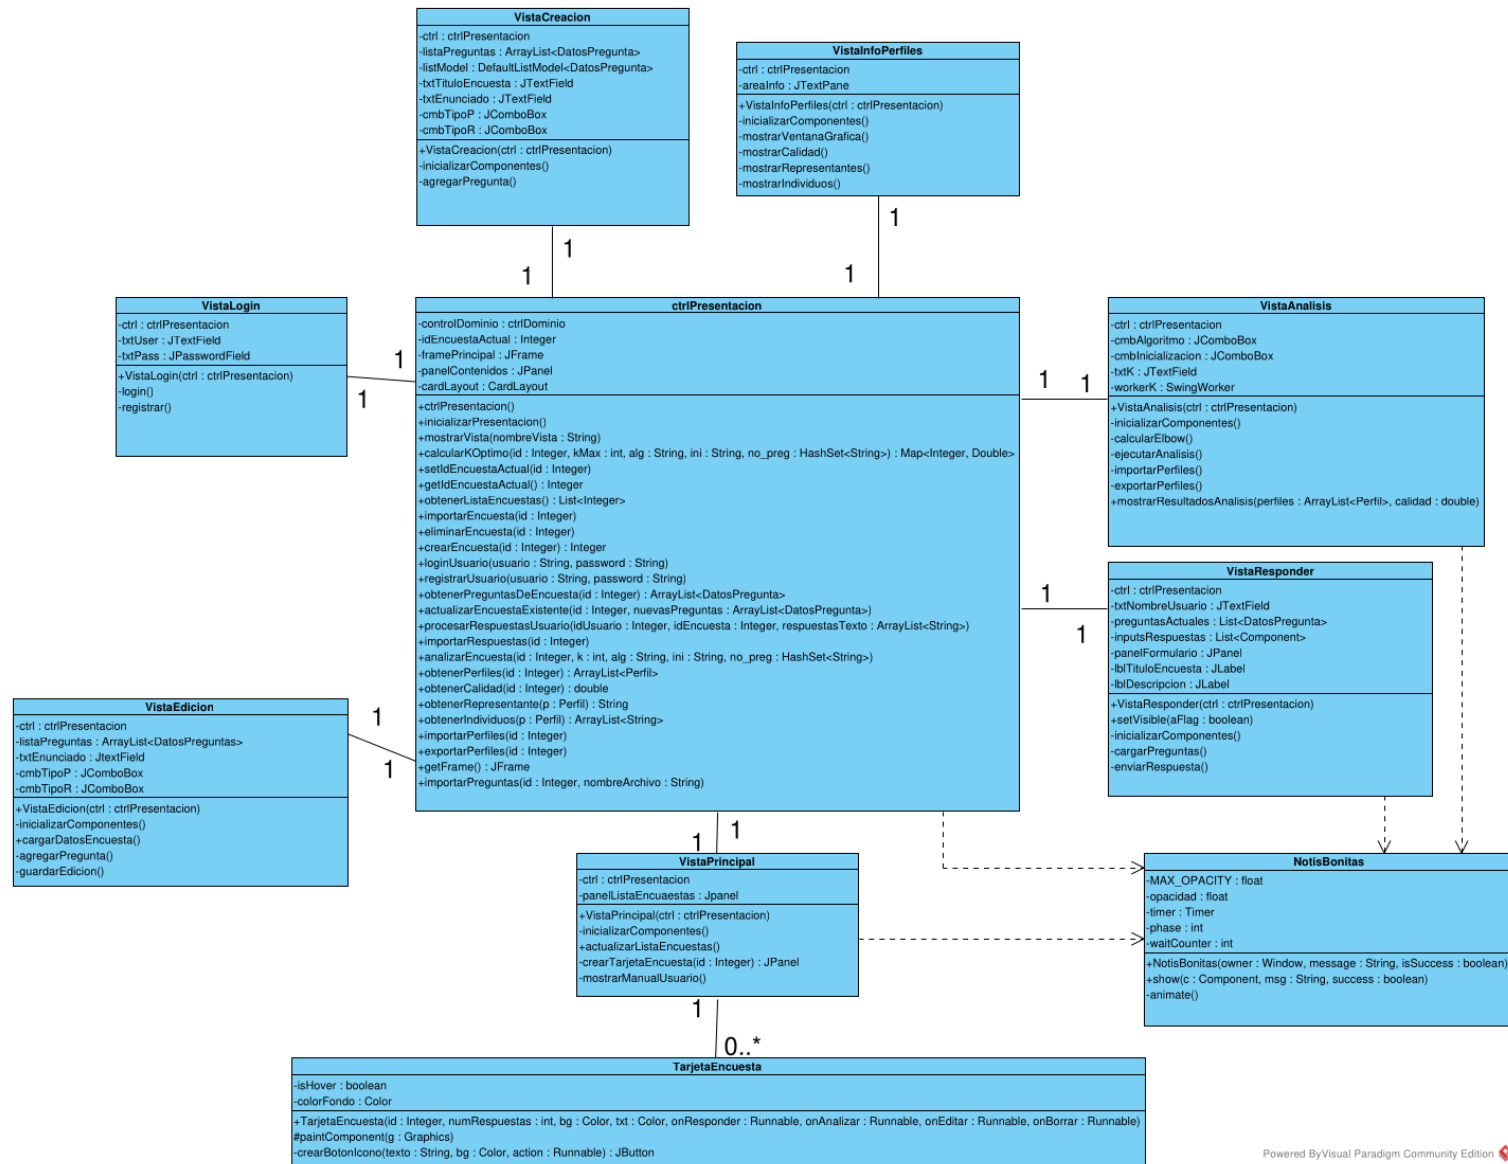 VistaCreacion
-ctrl : ctrlPresentacion
-listaPreguntas : ArrayList<DatosPregunta>
-listModel : DefaultListModel<DatosPregunta>
-txtTituloEncuesta : JTextField
-txtEnunciado : JTextField
-cmbTipoP : JComboBox
-cmbTipoR : JComboBox
+VistaCreacion(ctrl : ctrlPresentacion)
-inicializarComponentes()
-agregarPregunta()
VistaInfoPerfiles
-ctrl : ctrlPresentacion
-areaInfo : JTextPane
+VistaInfoPerfiles(ctrl : ctrlPresentacion)
-inicializarComponentes()
-mostrarVentanaGrafica()
-mostrarCalidad()
-mostrarRepresentantes()
-mostrarIndividuos()
1
1
1
1
VistaLogin
-ctrl : ctrlPresentacion
-txtUser : JTextField
-txtPass : JPasswordField
+VistaLogin(ctrl : ctrlPresentacion)
-login()
-registrar()
1
1
ctrlPresentacion
-controlDominio : ctrlDominio
-idEncuestaActual : Integer
-framePrincipal : JFrame
-panelContenidos : JPanel
-cardLayout : CardLayout
+ctrlPresentacion()
+inicializarPresentacion()
+mostrarVista(nombreVista : String)
+calcularKOptimo(id : Integer, kMax : int, alg : String, ini : String, no_preg : HashSet<String>) : Map<Integer, Double>
+setIdEncuestaActual(id : Integer)
+getIdEncuestaActual() : Integer
+obtenerListaEncuestas() : List<Integer>
+importarEncuesta(id : Integer)
+eliminarEncuesta(id : Integer)
+crearEncuesta(id : Integer) : Integer
+loginUsuario(usuario : String, password : String)
+registrarUsuario(usuario : String, password : String)
+obtenerPreguntasDeEncuesta(id : Integer) : ArrayList<DatosPregunta>
+actualizarEncuestaExistente(id : Integer, nuevasPreguntas : ArrayList<DatosPregunta>)
+procesarRespuestasUsuario(idUsuario : Integer, idEncuesta : Integer, respuestasTexto : ArrayList<String>)
+importarRespuestas(id : Integer)
+analizarEncuesta(id : Integer, k : int, alg : String, ini : String, no_preg : HashSet<String>)
+obtenerPerfiles(id : Integer) : ArrayList<Perfil>
+obtenerCalidad(id : Integer) : double
+obtenerRepresentante(p : Perfil) : String
+obtenerIndividuos(p : Perfil) : ArrayList<String>
+importarPerfiles(id : Integer)
+exportarPerfiles(id : Integer)
+getFrame() : JFrame
+importarPreguntas(id : Integer, nombreArchivo : String)
1
1
VistaAnalisis
-ctrl : ctrlPresentacion
-cmbAlgoritmo : JComboBox
-cmbInicializacion : JComboBox
-txtK : JTextField
-workerK : SwingWorker
+VistaAnalisis(ctrl : ctrlPresentacion)
-inicializarComponentes()
-calcularElbow()
-ejecutarAnalisis()
-importarPerfiles()
-exportarPerfiles()
+mostrarResultadosAnalisis(perfiles : ArrayList<Perfil>, calidad : double)
1
1
VistaResponder
-ctrl : ctrlPresentacion
-txtNombreUsuario : JTextField
-preguntasActuales : List<DatosPregunta>
-inputsRespuestas : List<Component>
-panelFormulario : JPanel
-lblTituloEncuesta : JLabel
-lblDescripcion : JLabel
+VistaResponder(ctrl : ctrlPresentacion)
+setVisible(aFlag : boolean)
-inicializarComponentes()
-cargarPreguntas()
-enviarRespuesta()
VistaEdicion
-ctrl : ctrlPresentacion
-listaPreguntas : ArrayList<DatosPreguntas>
-txtEnunciado : JtextField
-cmbTipoP : JComboBox
-cmbTipoR : JComboBox
+VistaEdicion(ctrl : ctrlPresentacion)
-inicializarComponentes()
+cargarDatosEncuesta()
-agregarPregunta()
-guardarEdicion()
1
1
1
1
VistaPrincipal
-ctrl : ctrlPresentacion
-panelListaEncuaestas : Jpanel
+VistaPrincipal(ctrl : ctrlPresentacion)
-inicializarComponentes()
+actualizarListaEncuestas()
-crearTarjetaEncuesta(id : Integer) : JPanel
-mostrarManualUsuario()
NotisBonitas
-MAX_OPACITY : float
-opacidad : float
-timer : Timer
-phase : int
-waitCounter : int
+NotisBonitas(owner : Window, message : String, isSuccess : boolean)
+show(c : Component, msg : String, success : boolean)
-animate()
1
0..*
TarjetaEncuesta
-isHover : boolean
-colorFondo : Color
+TarjetaEncuesta(id : Integer, numRespuestas : int, bg : Color, txt : Color, onResponder : Runnable, onAnalizar : Runnable, onEditar : Runnable, onBorrar : Runnable)
#paintComponent(g : Graphics)
-crearBotonIcono(texto : String, bg : Color, action : Runnable) : JButton
Powered ByVisual Paradigm Community Edition